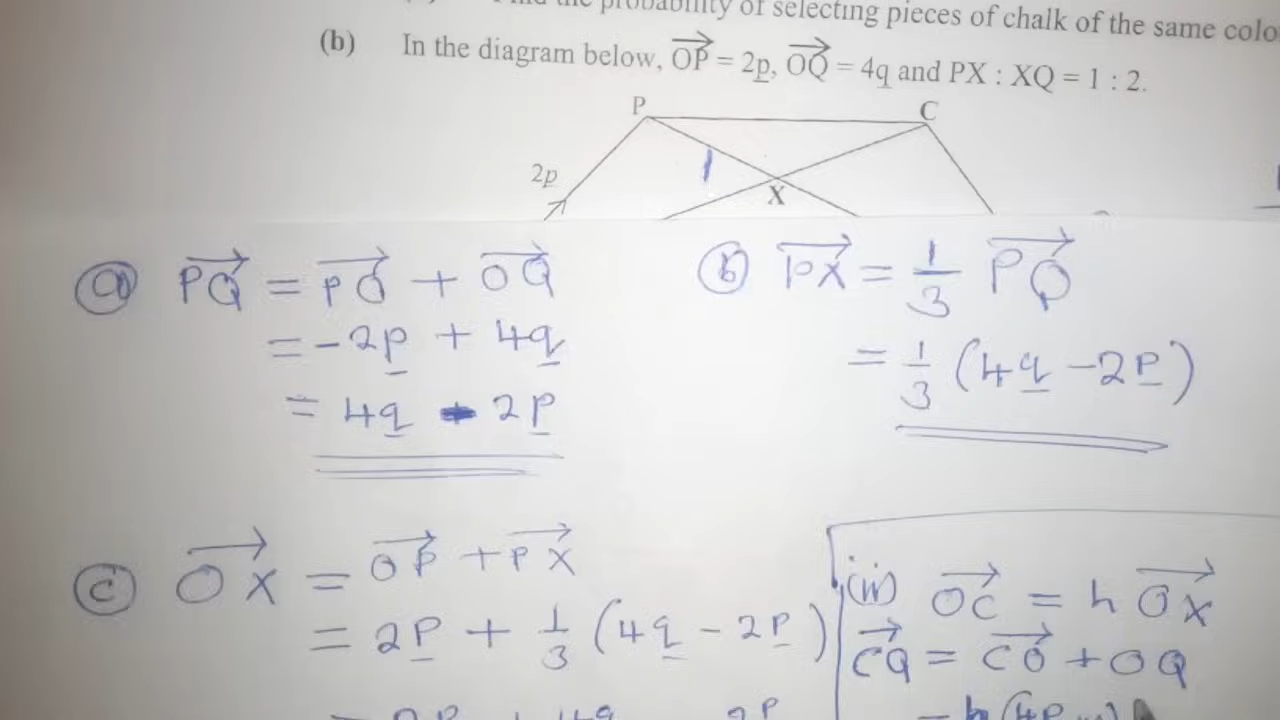 Find the probability of selecting pieces of chalk of the same colo
(b) In the diagram below, OP = 2p, OQ = 4q and PX : XQ = 1 : 2.
P C
2p 1
X
(a) PQ = PO + OQ
= -2p + 4q
= 4q - 2p
(b) PX = 1/3 PQ
= 1/3 (4q - 2p)
(c) OX = OP + PX
= 2p + 1/3 (4q - 2p)
(ii) OC = h OX
CQ = CO + OQ